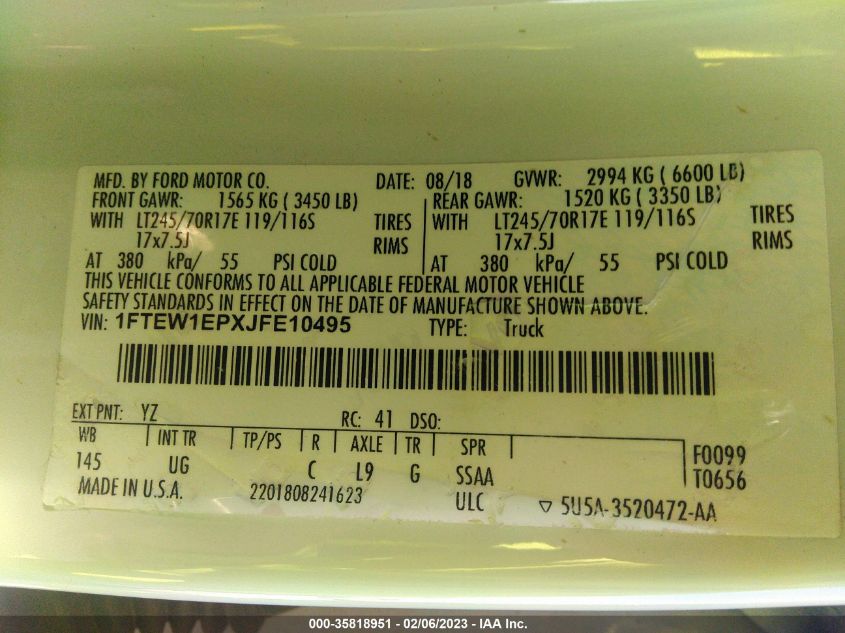 MFD. BY FORD MOTOR CO. DATE: 08/18 GVWR: 2994 KG ( 6600 LB)
FRONT GAWR: 1565 KG ( 3450 LB) REAR GAWR: 1520 KG ( 3350 LB)
WITH LT245/70R17E 119/116S TIRES WITH LT245/70R17E 119/116S TIRES
17x7.5J RIMS 17x7.5J RIMS
AT 380 kPa/ 55 PSI COLD AT 380 kPa/ 55 PSI COLD
THIS VEHICLE CONFORMS TO ALL APPLICABLE FEDERAL MOTOR VEHICLE
SAFETY STANDARDS IN EFFECT ON THE DATE OF MANUFACTURE SHOWN ABOVE.
VIN: 1FTEW1EPXJFE10495 TYPE: Truck
EXT PNT: YZ RC: 41 DSO:
WB INT TR TP/PS R AXLE TR SPR F0099
145 UG C L9 G SSAA T0656
MADE IN U.S.A. 2201808241623 ULC ▽ 5U5A-3520472-AA
000-35818951 - 02/06/2023 - IAA Inc.